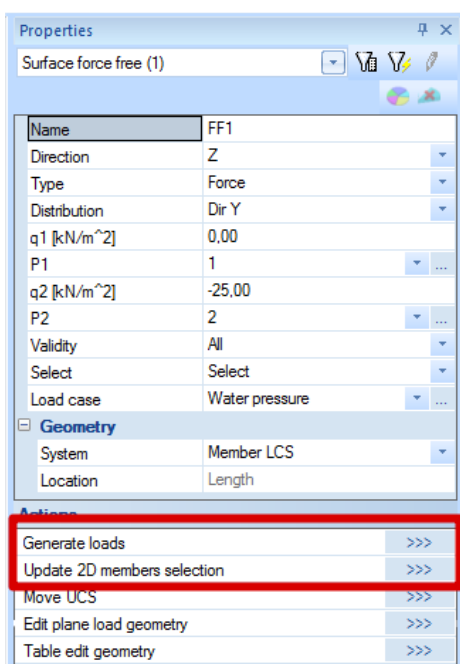 Properties
Surface force free (1)
Name FF1
Direction Z
Type Force
Distribution Dir Y
q1 [kN/m^2] 0,00
P1 1 ...
q2 [kN/m^2] -25,00
P2 2 ...
Validity All
Select Select
Load case Water pressure ...
Geometry
System Member LCS
Location Length
Actions
Generate loads >>>
Update 2D members selection >>>
Move UCS >>>
Edit plane load geometry >>>
Table edit geometry >>>